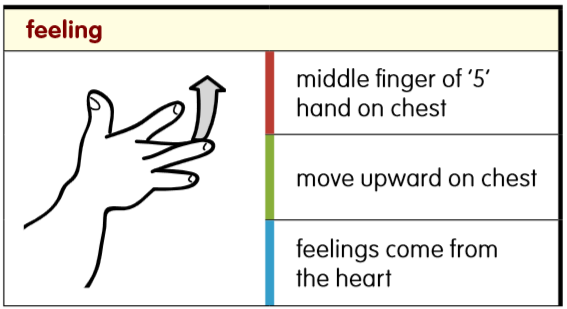 feeling
middle finger of '5'
hand on chest
move upward on chest
feelings come from
the heart